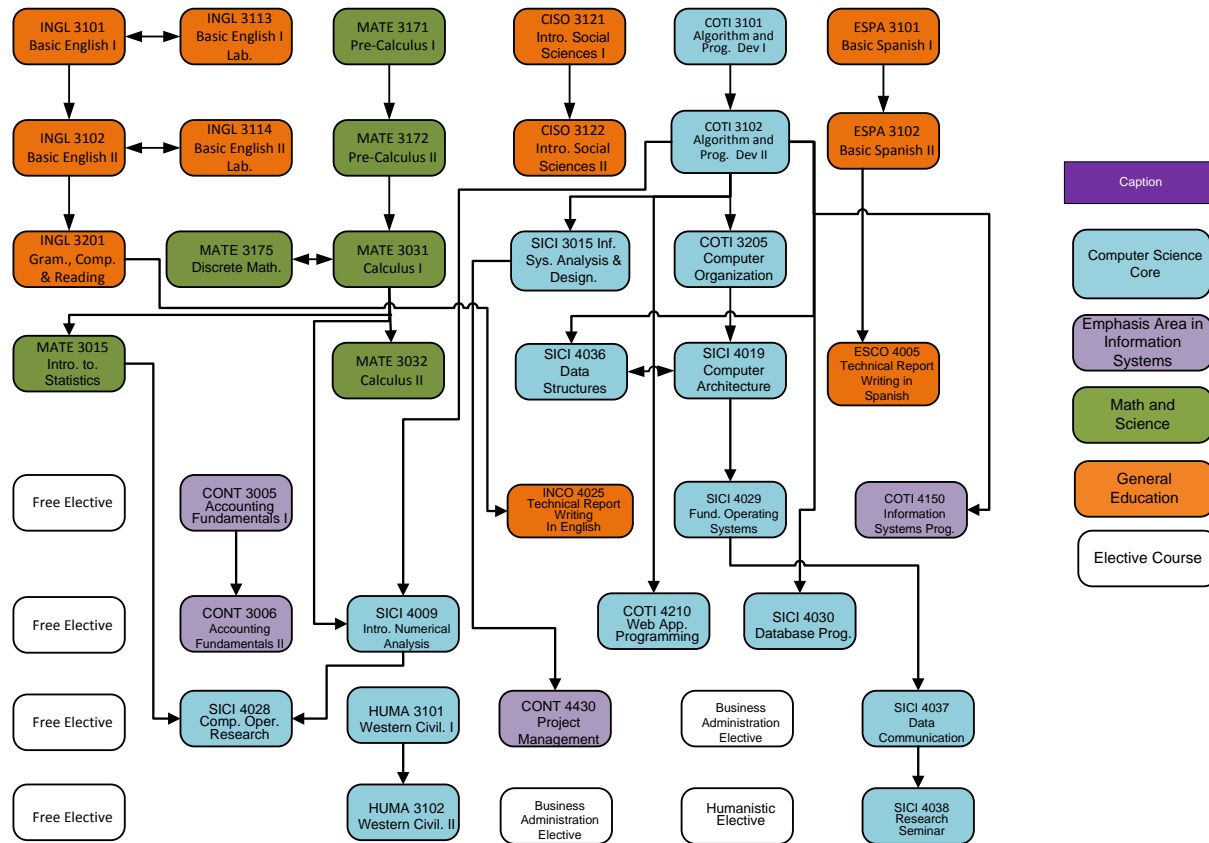 INGL 3101
Basic English I
INGL 3113
Basic English I
Lab.
MATE 3171
Pre-Calculus I
CISO 3121
Intro. Social
Sciences I
COTI 3101
Algorithm and
Prog. Dev I
ESPA 3101
Basic Spanish I
INGL 3102
Basic English II
INGL 3114
Basic English II
Lab.
MATE 3172
Pre-Calculus II
CISO 3122
Intro. Social
Sciences II
COTI 3102
Algorithm and
Prog. Dev II
ESPA 3102
Basic Spanish II
Caption
INGL 3201
Gram., Comp.
& Reading
MATE 3175
Discrete Math.
MATE 3031
Calculus I
SICI 3015 Inf.
Sys. Analysis &
Design.
COTI 3205
Computer
Organization
Computer Science
Core
MATE 3015
Intro. to.
Statistics
MATE 3032
Calculus II
SICI 4036
Data
Structures
SICI 4019
Computer
Architecture
ESCO 4005
Technical Report
Writing in
Spanish
Emphasis Area in
Information
Systems
Math and
Science
Free Elective
CONT 3005
Accounting
Fundamentals I
INCO 4025
Technical Report
Writing
In English
SICI 4029
Fund. Operating
Systems
COTI 4150
Information
Systems Prog.
General
Education
Elective Course
Free Elective
CONT 3006
Accounting
Fundamentals II
SICI 4009
Intro. Numerical
Analysis
COTI 4210
Web App.
Programming
SICI 4030
Database Prog.
Free Elective
SICI 4028
Comp. Oper.
Research
HUMA 3101
Western Civil. I
CONT 4430
Project
Management
Business
Administration
Elective
SICI 4037
Data
Communication
Free Elective
HUMA 3102
Western Civil. II
Business
Administration
Elective
Humanistic
Elective
SICI 4038
Research
Seminar